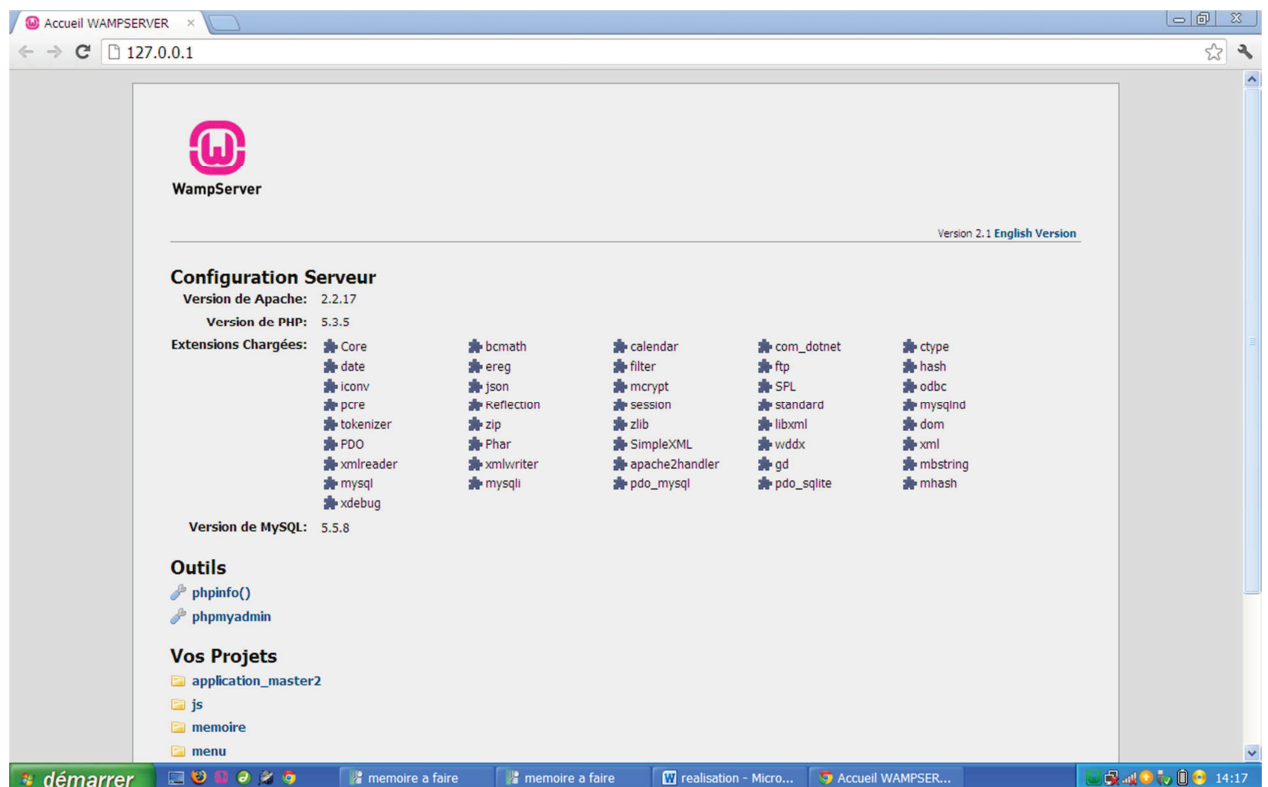 Accueil WAMPSERVER
127.0.0.1
WampServer
Version 2.1 English Version
Configuration Serveur
Version de Apache: 2.2.17
Version de PHP: 5.3.5
Extensions Chargées: Core bcmath calendar com_dotnet ctype
date ereg filter ftp hash
iconv json mcrypt SPL odbc
pcre Reflection session standard mysqlnd
tokenizer zip zlib libxml dom
PDO Phar SimpleXML wddx xml
xmlreader xmlwriter apache2handler gd mbstring
mysql mysqli pdo_mysql pdo_sqlite mhash
xdebug
Version de MySQL: 5.5.8
Outils
phpinfo()
phpmyadmin
Vos Projets
application_master2
js
memoire
menu
démarrer memoire a faire memoire a faire realisation - Micro... Accueil WAMPSER... 14:17